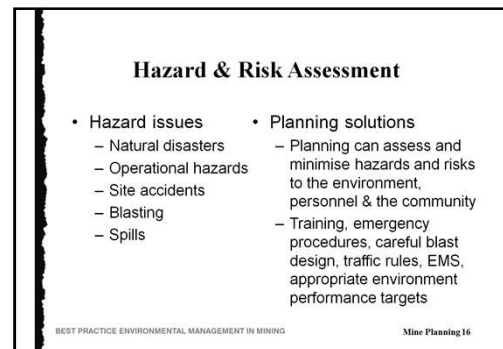 Hazard & Risk Assessment
• Hazard issues
– Natural disasters
– Operational hazards
– Site accidents
– Blasting
– Spills
• Planning solutions
– Planning can assess and
minimise hazards and risks
to the environment,
personnel & the community
– Training, emergency
procedures, careful blast
design, traffic rules, EMS,
appropriate environment
performance targets
BEST PRACTICE ENVIRONMENTAL MANAGEMENT IN MINING
Mine Planning 16